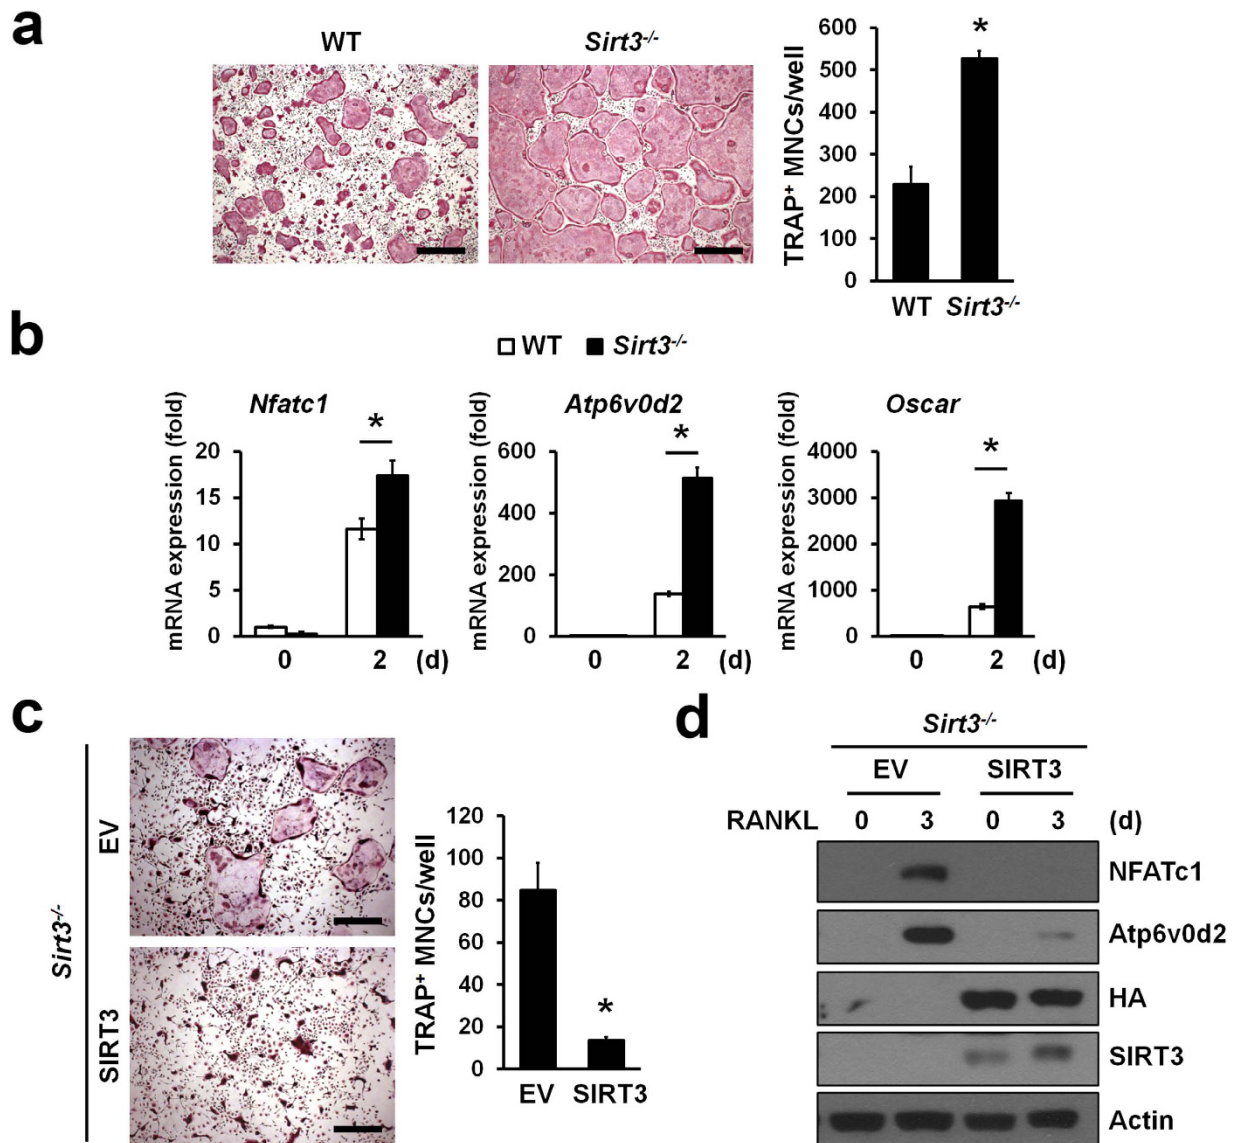 a
WT
Sirt3-/-
TRAP+ MNCs/well
600
500
400
300
200
100
0
*
WT Sirt3-/-
b
WT Sirt3-/-
Nfatc1
mRNA expression (fold)
20
15
10
5
0
*
0 2 (d)
Atp6v0d2
mRNA expression (fold)
600
400
200
0
*
0 2 (d)
Oscar
mRNA expression (fold)
4000
3000
2000
1000
0
*
0 2 (d)
c
Sirt3-/-
EV
SIRT3
TRAP+ MNCs/well
120
100
80
60
40
20
0
*
EV SIRT3
d
Sirt3-/-
EV SIRT3
RANKL 0 3 0 3 (d)
NFATc1
Atp6v0d2
HA
SIRT3
Actin